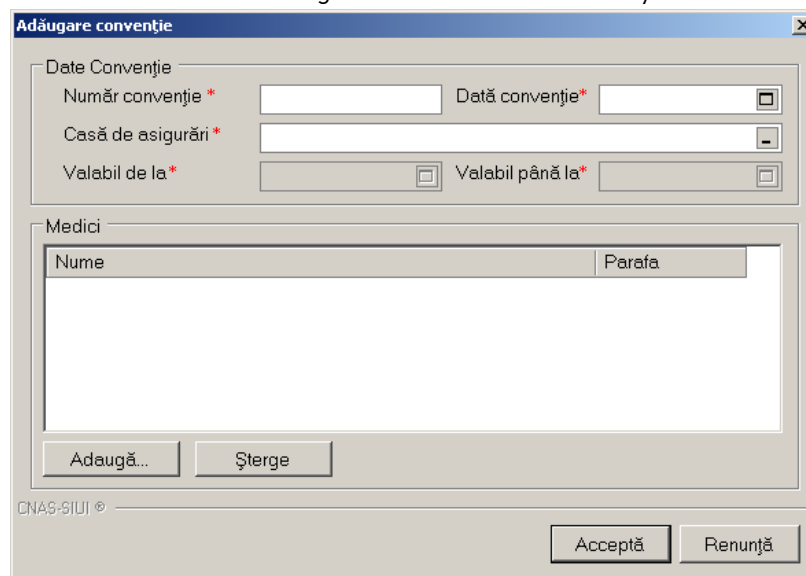 Adăugare convenţie
Date Convenţie
Număr convenţie *
Dată convenţie*
Casă de asigurări *
Valabil de la*
Valabil până la*
Medici
Nume
Parafa
Adaugă...
Şterge
CNAS-SIUI ®
Acceptă
Renunţă